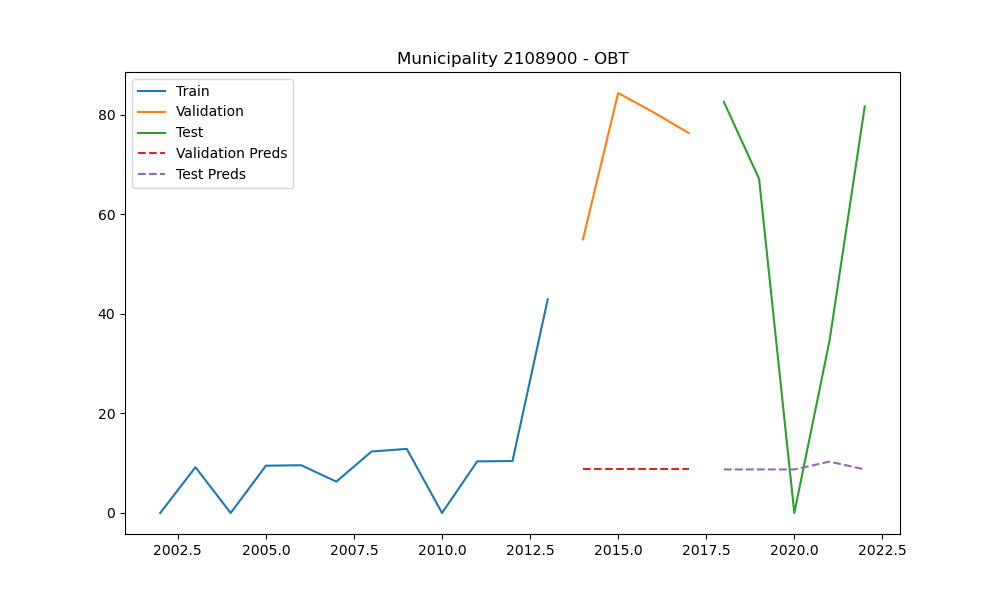 Municipality 2108900 - OBT
Train
Validation
Test
Validation Preds
Test Preds
80
60
40
20
0
2002.5 2005.0 2007.5 2010.0 2012.5 2015.0 2017.5 2020.0 2022.5